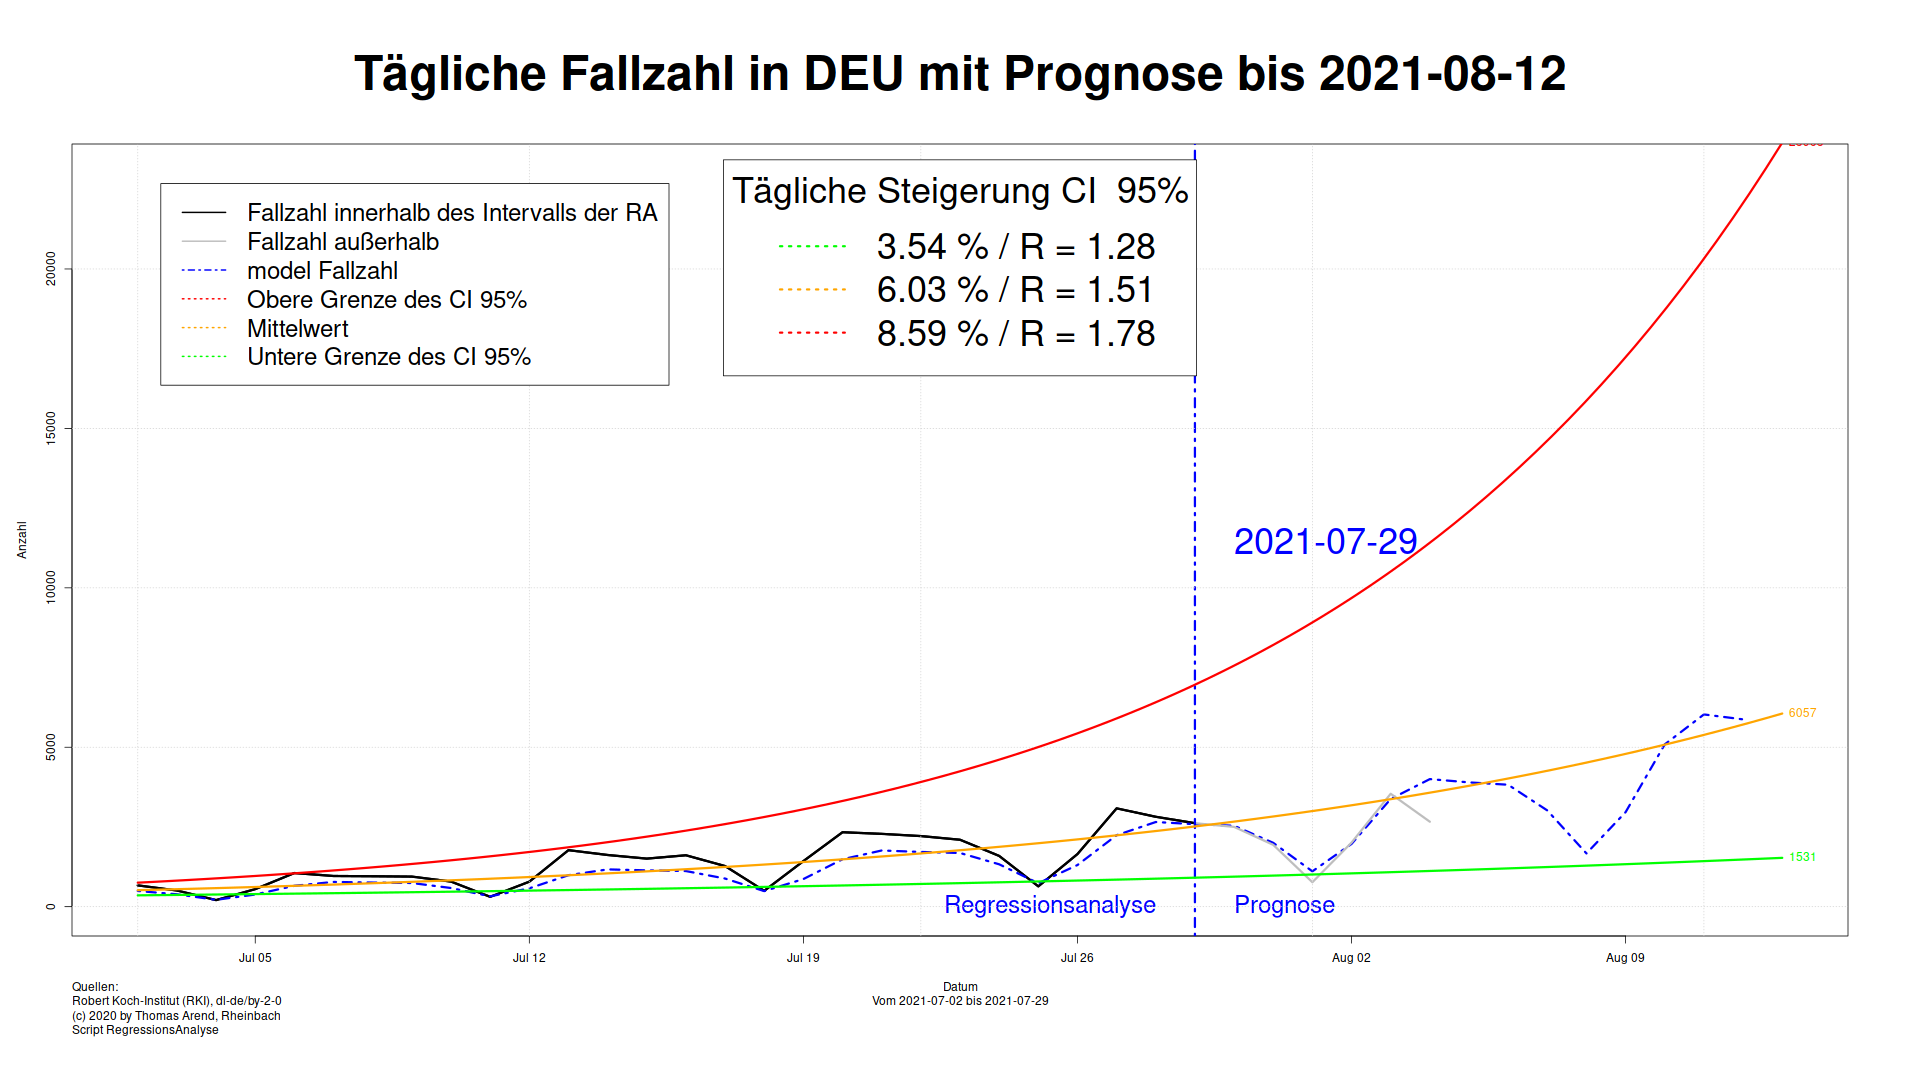 Tägliche Fallzahl in DEU mit Prognose bis 2021-08-12
Fallzahl innerhalb des Intervalls der RA
Fallzahl außerhalb
model Fallzahl
Obere Grenze des CI 95%
Mittelwert
Untere Grenze des CI 95%
Tägliche Steigerung CI 95%
3.54 % / R = 1.28
6.03 % / R = 1.51
8.59 % / R = 1.78
2021-07-29
6057
1531
Regressionsanalyse
Prognose
Anzahl
20000
15000
10000
5000
0
Jul 05
Jul 12
Jul 19
Jul 26
Aug 02
Aug 09
Datum
Vom 2021-07-02 bis 2021-07-29
Quellen:
Robert Koch-Institut (RKI), dl-de/by-2-0
(c) 2020 by Thomas Arend, Rheinbach
Script RegressionsAnalyse